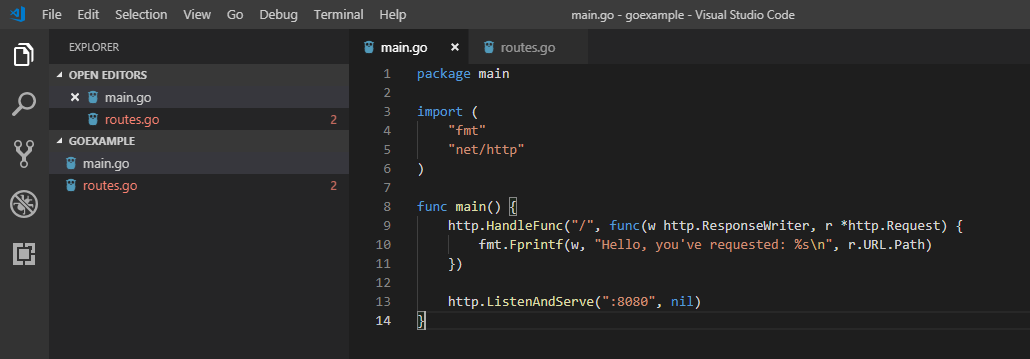 File Edit Selection View Go Debug Terminal Help main.go - goexample - Visual Studio Code
EXPLORER
OPEN EDITORS
main.go
routes.go 2
GOEXAMPLE
main.go
routes.go 2
main.go routes.go
1 package main
2
3 import (
4     "fmt"
5     "net/http"
6 )
7
8 func main() {
9     http.HandleFunc("/", func(w http.ResponseWriter, r *http.Request) {
10         fmt.Fprintf(w, "Hello, you've requested: %s\n", r.URL.Path)
11     })
12
13     http.ListenAndServe(":8080", nil)
14 }